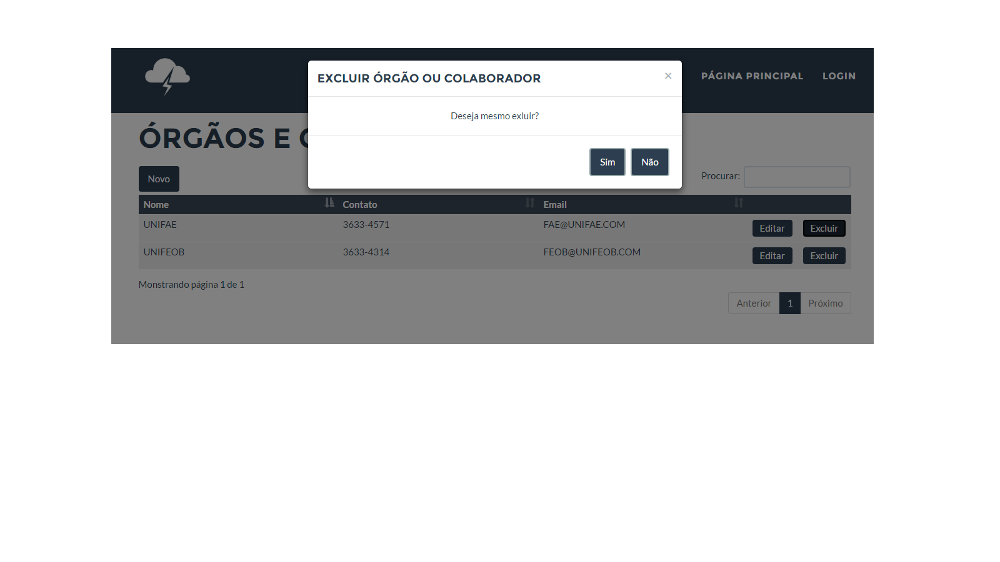 EXCLUIR ÓRGÃO OU COLABORADOR ×
PÁGINA PRINCIPAL LOGIN
Deseja mesmo exluir?
ÓRGÃOS E
Sim Não
Novo
Procurar:
Nome Contato Email
UNIFAE 3633-4571 FAE@UNIFAE.COM Editar Excluir
UNIFEOB 3633-4314 FEOB@UNIFEOB.COM Editar Excluir
Monstrando página 1 de 1
Anterior 1 Próximo